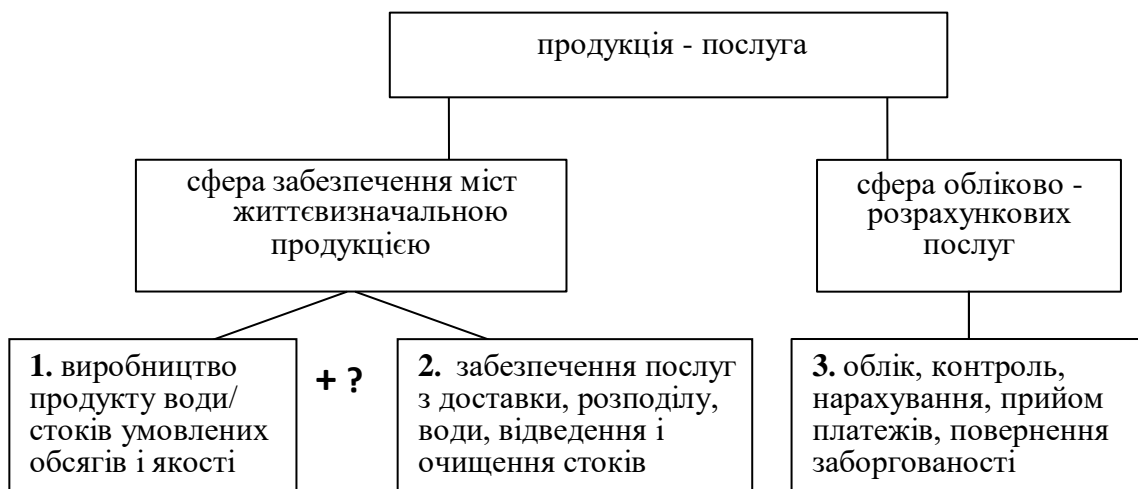 продукція - послуга
сфера забезпечення міст
життєвизначальною
продукцією
сфера обліково -
розрахункових
послуг
1. виробництво
продукту води/
стоків умовлених
обсягів і якості
+ ?
2. забезпечення послуг
з доставки, розподілу,
води, відведення і
очищення стоків
3. облік, контроль,
нарахування, прийом
платежів, повернення
заборгованості